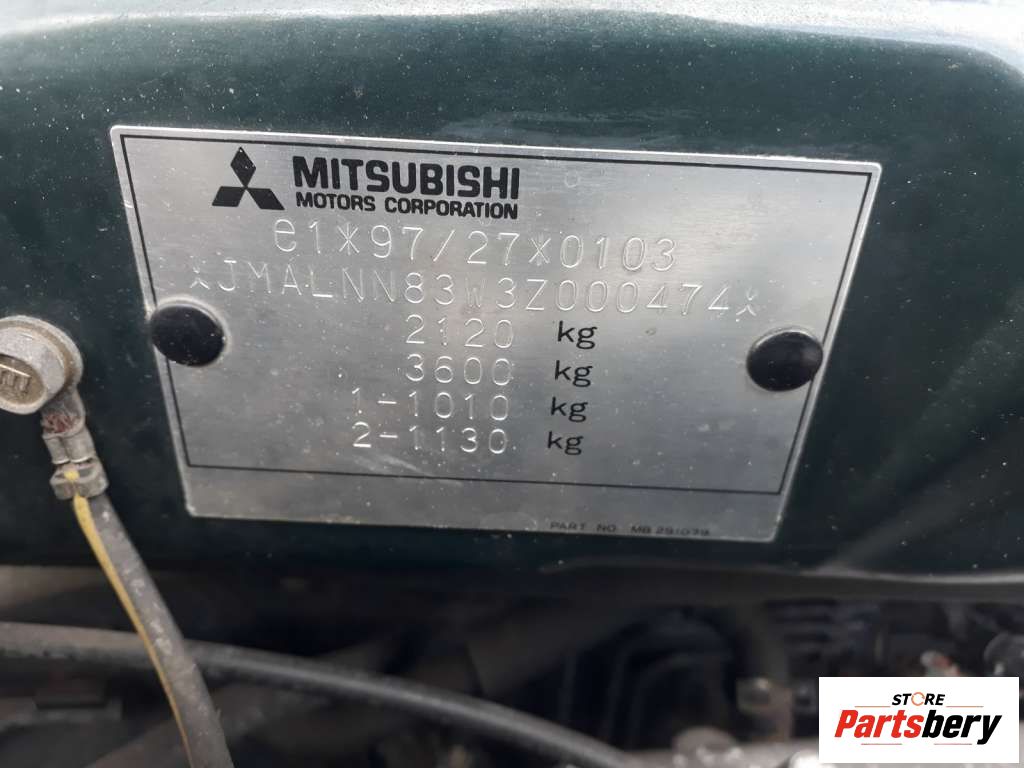 MITSUBISHI
MOTORS CORPORATION
e1*97/27*0103
*JMALNN83W3Z000474*
2120 kg
3600 kg
1-1010 kg
2-1130 kg
PART NO. MB 291079
STORE
Partsbery